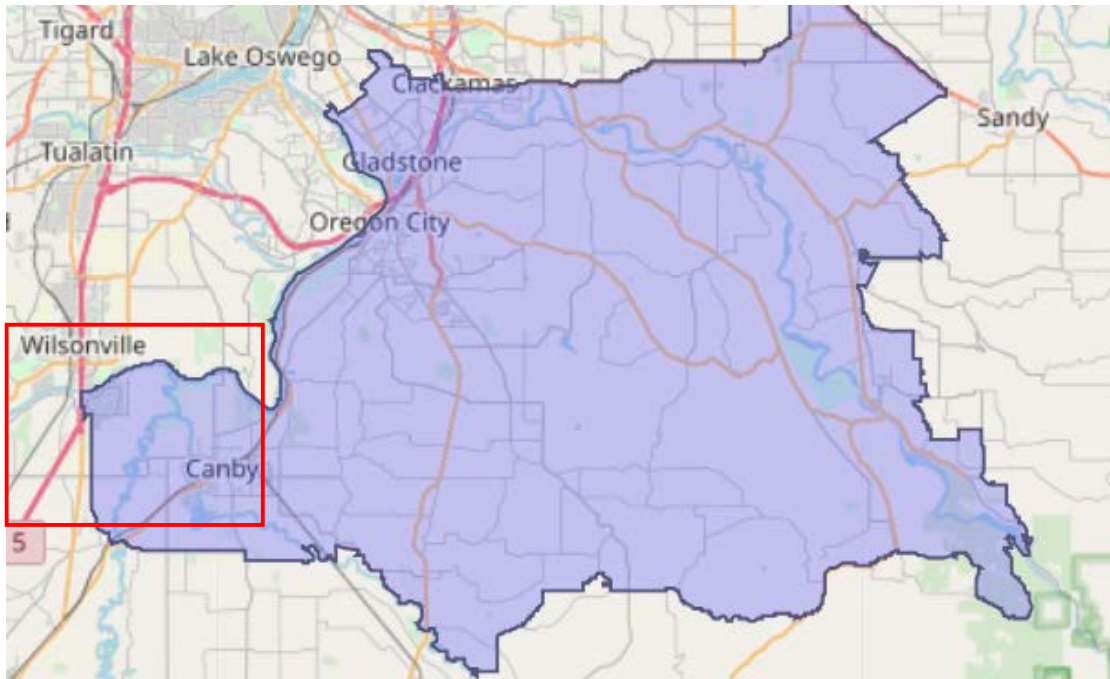 Tigard
Lake Oswego
Clackamas
Sandy
Tualatin
Gladstone
Oregon City
Wilsonville
Canby
5